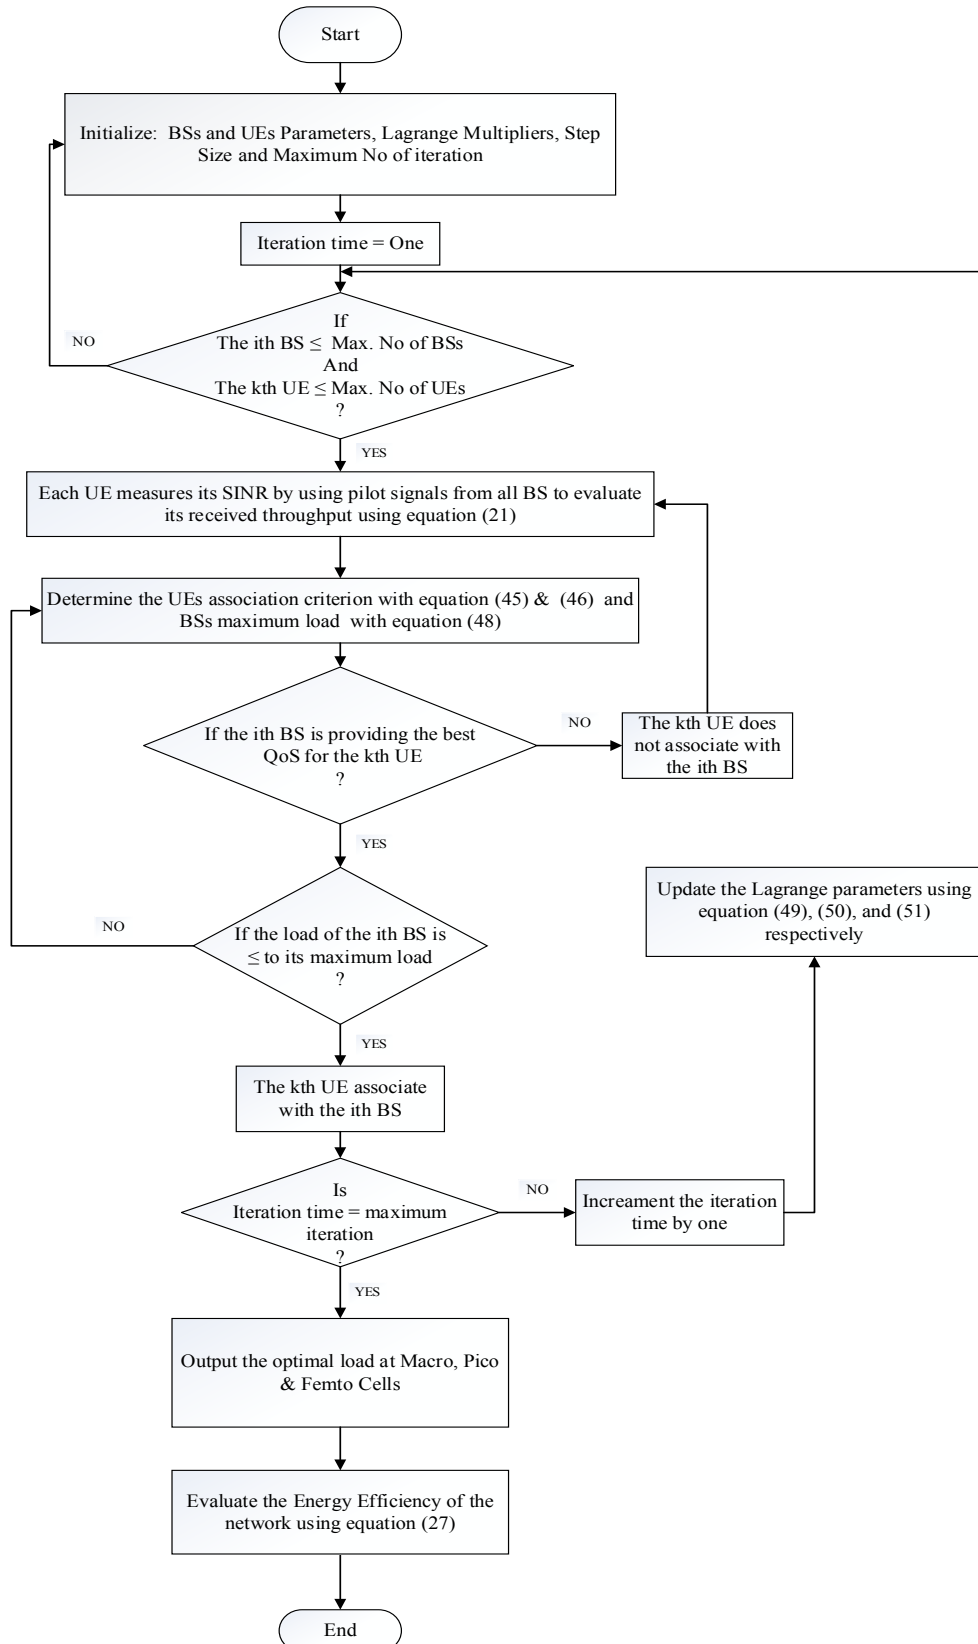 Start
Initialize:  BSs and UEs Parameters, Lagrange Multipliers, Step
Size and Maximum No of iteration
Iteration time = One
If
The ith BS ≤  Max. No of BSs
And
The kth UE ≤ Max. No of UEs
?
NO
YES
Each UE measures its SINR by using pilot signals from all BS to evaluate
its received throughput using equation (21)
Determine the UEs association criterion with equation (45) &  (46)  and
BSs maximum load  with equation (48)
If the ith BS is providing the best
QoS for the kth UE
?
NO
The kth UE does
not associate with
the ith BS
YES
If the load of the ith BS is
≤ to its maximum load
?
NO
Update the Lagrange parameters using
equation (49), (50), and (51)
respectively
YES
The kth UE associate
with the ith BS
Is
Iteration time = maximum
iteration
?
NO
Increament the iteration
time by one
YES
Output the optimal load at Macro, Pico
& Femto Cells
Evaluate the Energy Efficiency of the
network using equation (27)
End